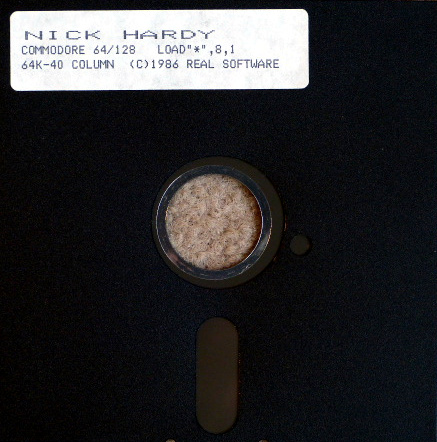 NICK HARDY
COMMODORE 64/128 LOAD"*",8,1
64K-40 COLUMN (C)1986 REAL SOFTWARE